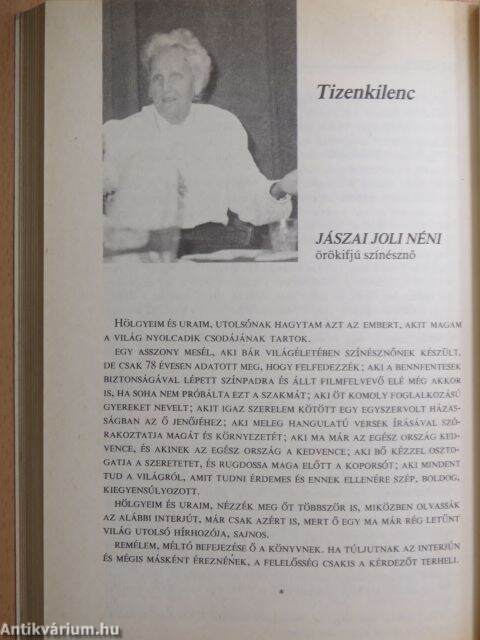 Tizenkilenc
JÁSZAI JOLI NÉNI
örökifjú színésznő
HÖLGYEIM ÉS URAIM, UTOLSÓNAK HAGYTAM AZT AZ EMBERT, AKIT MAGAM
A VILÁG NYOLCADIK CSODÁJÁNAK TARTOK.
EGY ASSZONY MESÉL, AKI BÁR VILÁGÉLETÉBEN SZÍNÉSZNŐNEK KÉSZÜLT,
DE CSAK 78 ÉVESEN ADATOTT MEG, HOGY FELFEDEZZÉK; AKI A BENNFENTESEK
BIZTONSÁGÁVAL LÉPETT SZÍNPADRA ÉS ÁLLT FILMFELVEVŐ ELÉ MÉG AKKOR
IS, HA SOHA NEM PRÓBÁLTA EZT A SZAKMÁT; AKI ÖT KOMOLY FOGLALKOZÁSÚ
GYEREKET NEVELT; AKIT IGAZ SZERELEM KÖTÖTT EGY EGYSZERVOLT HÁZAS-
SÁGBAN AZ Ő JENŐJÉHEZ; AKI MELEG HANGULATÚ VERSEK ÍRÁSÁVAL SZÓ-
RAKOZTATJA MAGÁT ÉS KÖRNYEZETÉT; AKI MA MÁR AZ EGÉSZ ORSZÁG KED-
VENCE, ÉS AKINEK AZ EGÉSZ ORSZÁG A KEDVENCE; AKI BŐ KÉZZEL OSZTO-
GATJA A SZERETETET, ÉS RUGDOSSA MAGA ELŐTT A KOPORSÓT; AKI MINDENT
TUD A VILÁGRÓL, AMIT TUDNI ÉRDEMES ÉS ENNEK ELLENÉRE SZÉP, BOLDOG,
KIEGYENSÚLYOZOTT.
HÖLGYEIM ÉS URAIM, NÉZZÉK MEG ŐT TÖBBSZÖR IS, MIKÖZBEN OLVASSÁK
AZ ALÁBBI INTERJÚT, MÁR CSAK AZÉRT IS, MERT Ő EGY MA MÁR RÉG LETŰNT
VILÁG UTOLSÓ HÍRHOZÓJA, SAJNOS.
REMÉLEM, MÉLTÓ BEFEJEZÉSE Ő A KÖNYVNEK. HA TÚLJUTNAK AZ INTERJÚN
ÉS MÉGIS MÁSKÉNT ÉREZNÉNEK, A FELELŐSSÉG CSAKIS A KÉRDEZŐT TERHELI.
*
Antikvárium.hu